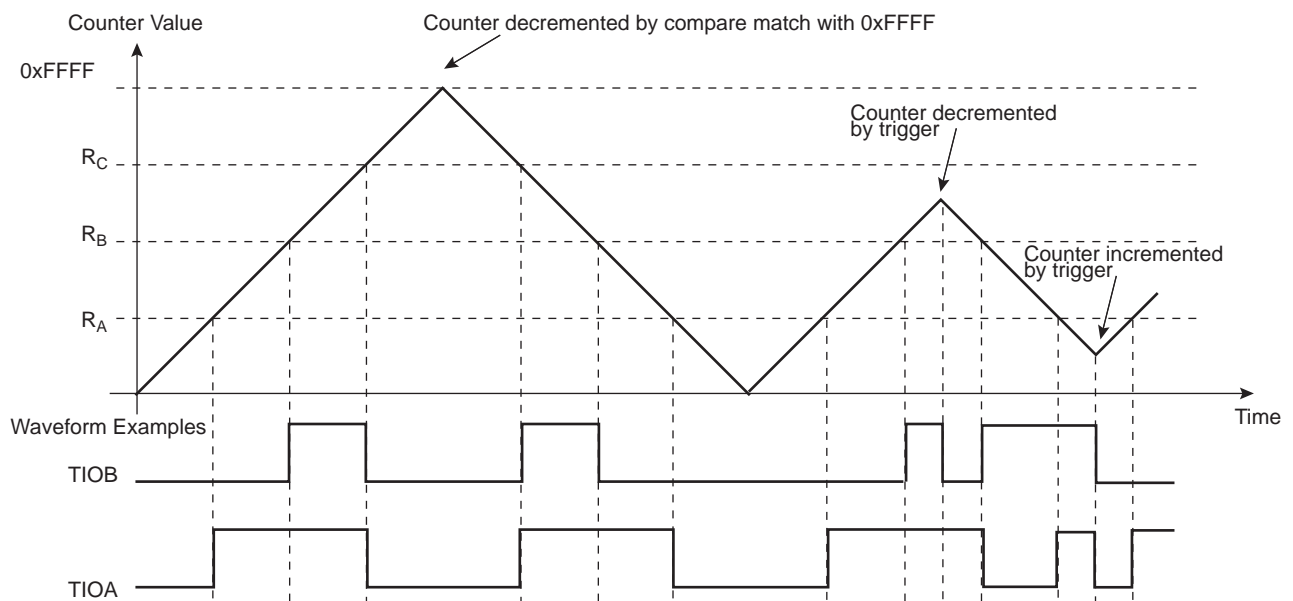 Counter Value
Counter decremented by compare match with 0xFFFF
0xFFFF
Counter decremented
by trigger
RC
RB
Counter incremented
by trigger
RA
Time
Waveform Examples
TIOB
TIOA